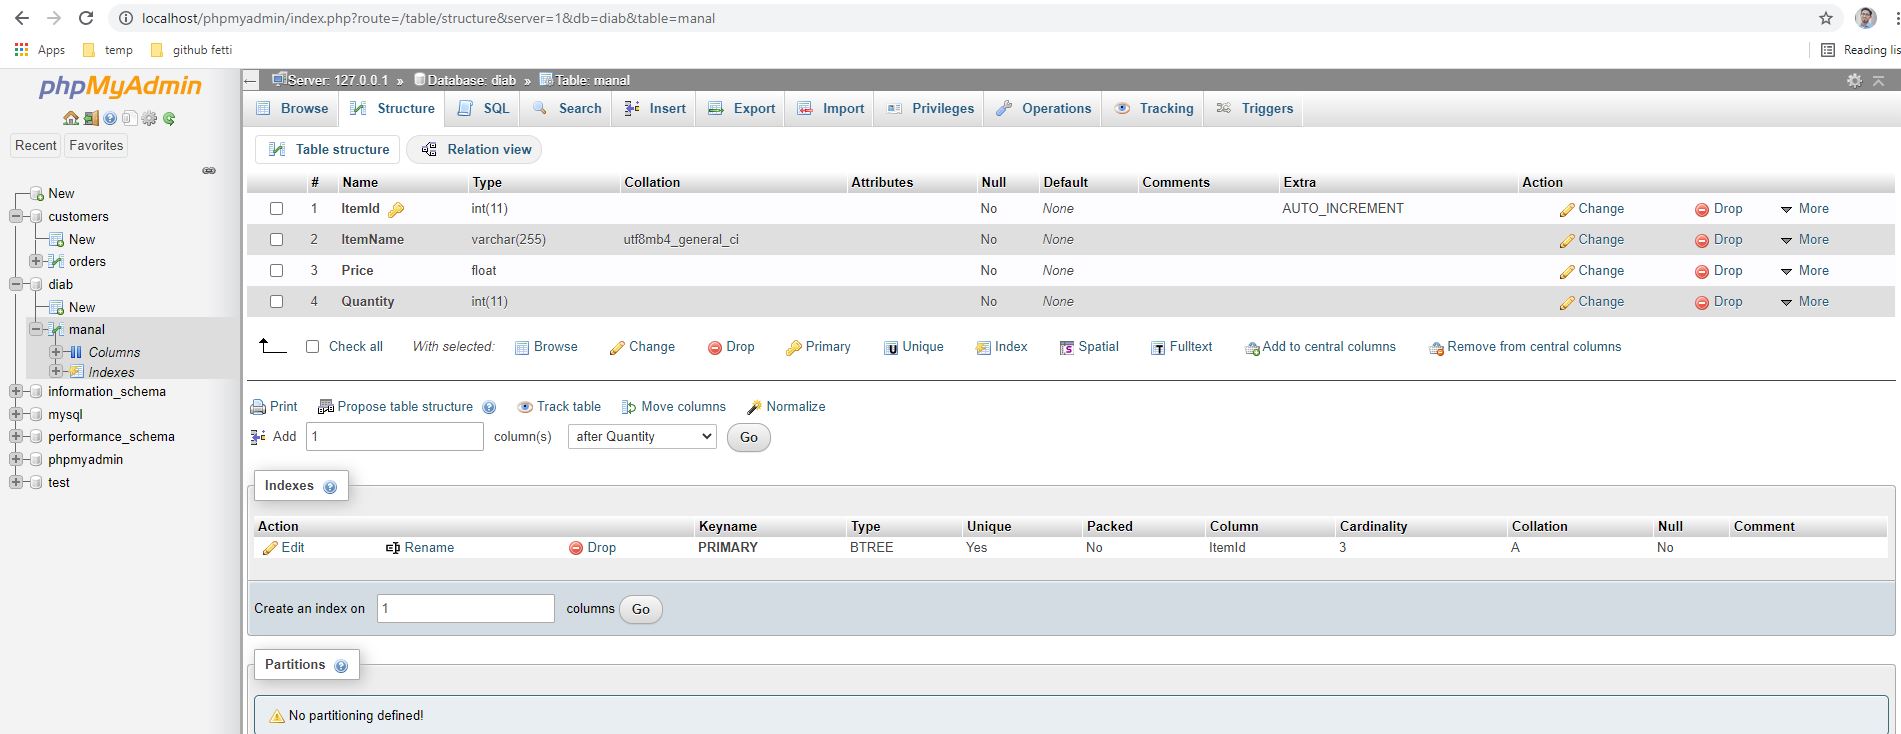 localhost/phpmyadmin/index.php?route=/table/structure&server=1&db=diab&table=manal
Apps temp github fetti Reading lis
phpMyAdmin
Recent Favorites
New
customers
New
orders
diab
New
manal
Columns
Indexes
information_schema
mysql
performance_schema
phpmyadmin
test
Server: 127.0.0.1 » Database: diab » Table: manal
Browse Structure SQL Search Insert Export Import Privileges Operations Tracking Triggers
Table structure Relation view
# Name Type Collation Attributes Null Default Comments Extra Action
1 ItemId int(11) No None AUTO_INCREMENT Change Drop More
2 ItemName varchar(255) utf8mb4_general_ci No None Change Drop More
3 Price float No None Change Drop More
4 Quantity int(11) No None Change Drop More
Check all With selected: Browse Change Drop Primary Unique Index Spatial Fulltext Add to central columns Remove from central columns
Print Propose table structure Track table Move columns Normalize
Add 1 column(s) after Quantity Go
Indexes
Action Keyname Type Unique Packed Column Cardinality Collation Null Comment
Edit Rename Drop PRIMARY BTREE Yes No ItemId 3 A No
Create an index on 1 columns Go
Partitions
No partitioning defined!